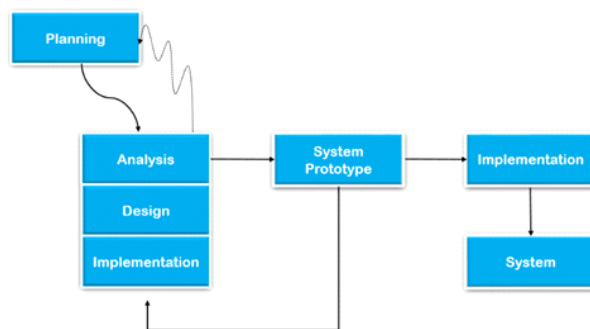 Planning
Analysis
Design
Implementation
System
Prototype
Implementation
System